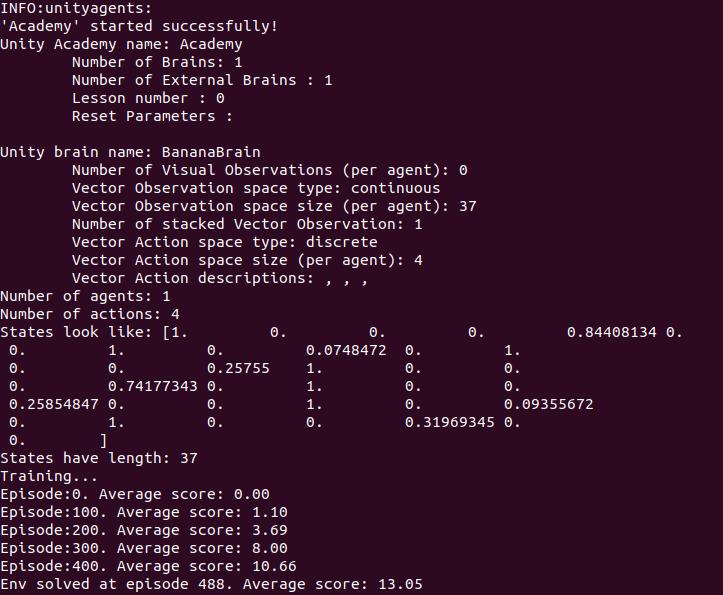 INFO:unityagents:
'Academy' started successfully!
Unity Academy name: Academy
        Number of Brains: 1
        Number of External Brains : 1
        Lesson number : 0
        Reset Parameters :

Unity brain name: BananaBrain
        Number of Visual Observations (per agent): 0
        Vector Observation space type: continuous
        Vector Observation space size (per agent): 37
        Number of stacked Vector Observation: 1
        Vector Action space type: discrete
        Vector Action space size (per agent): 4
        Vector Action descriptions: , , ,
Number of agents: 1
Number of actions: 4
States look like: [1.         0.         0.         0.         0.84408134 0.
 0.         1.         0.         0.0748472  0.         1.
 0.         0.         0.25755    1.         0.         0.
 0.         0.74177343 0.         1.         0.         0.
 0.25854847 0.         0.         1.         0.         0.09355672
 0.         1.         0.         0.         0.31969345 0.
 0.        ]
States have length: 37
Training...
Episode:0. Average score: 0.00
Episode:100. Average score: 1.10
Episode:200. Average score: 3.69
Episode:300. Average score: 8.00
Episode:400. Average score: 10.66
Env solved at episode 488. Average score: 13.05